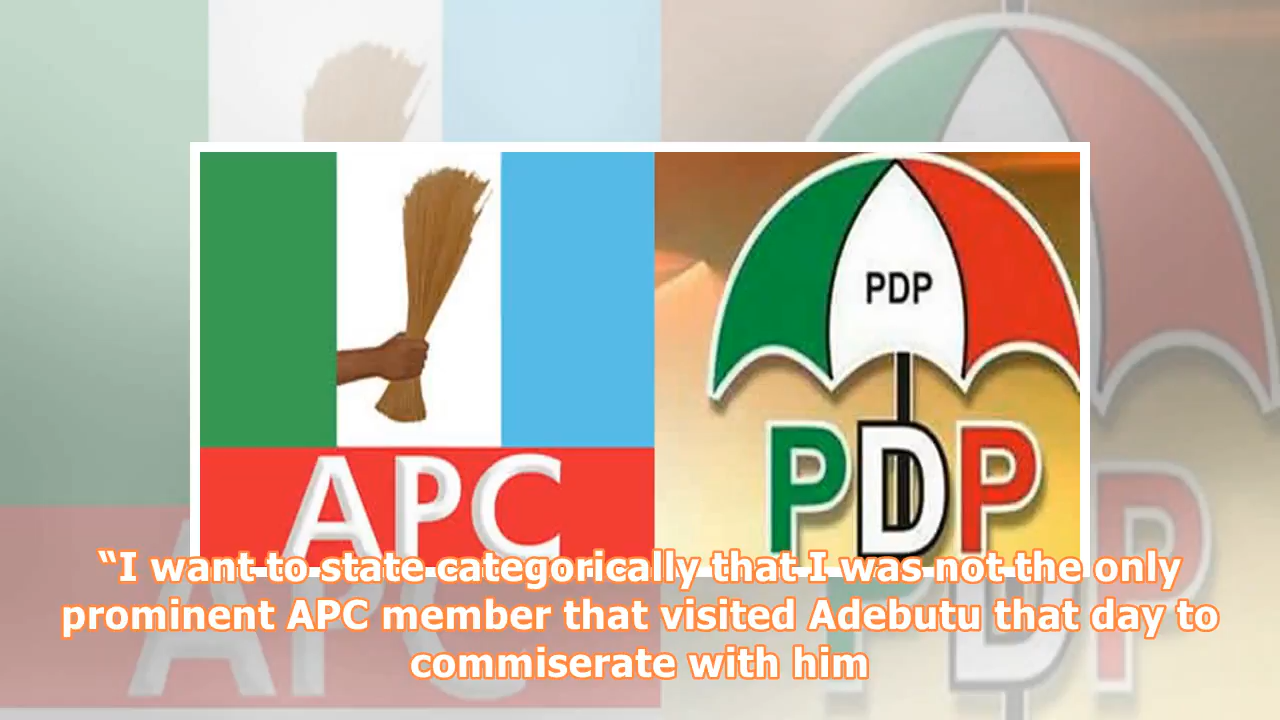 PDP
APC
PDP
“I want to state categorically that I was not the only
prominent APC member that visited Adebutu that day to
commiserate with him